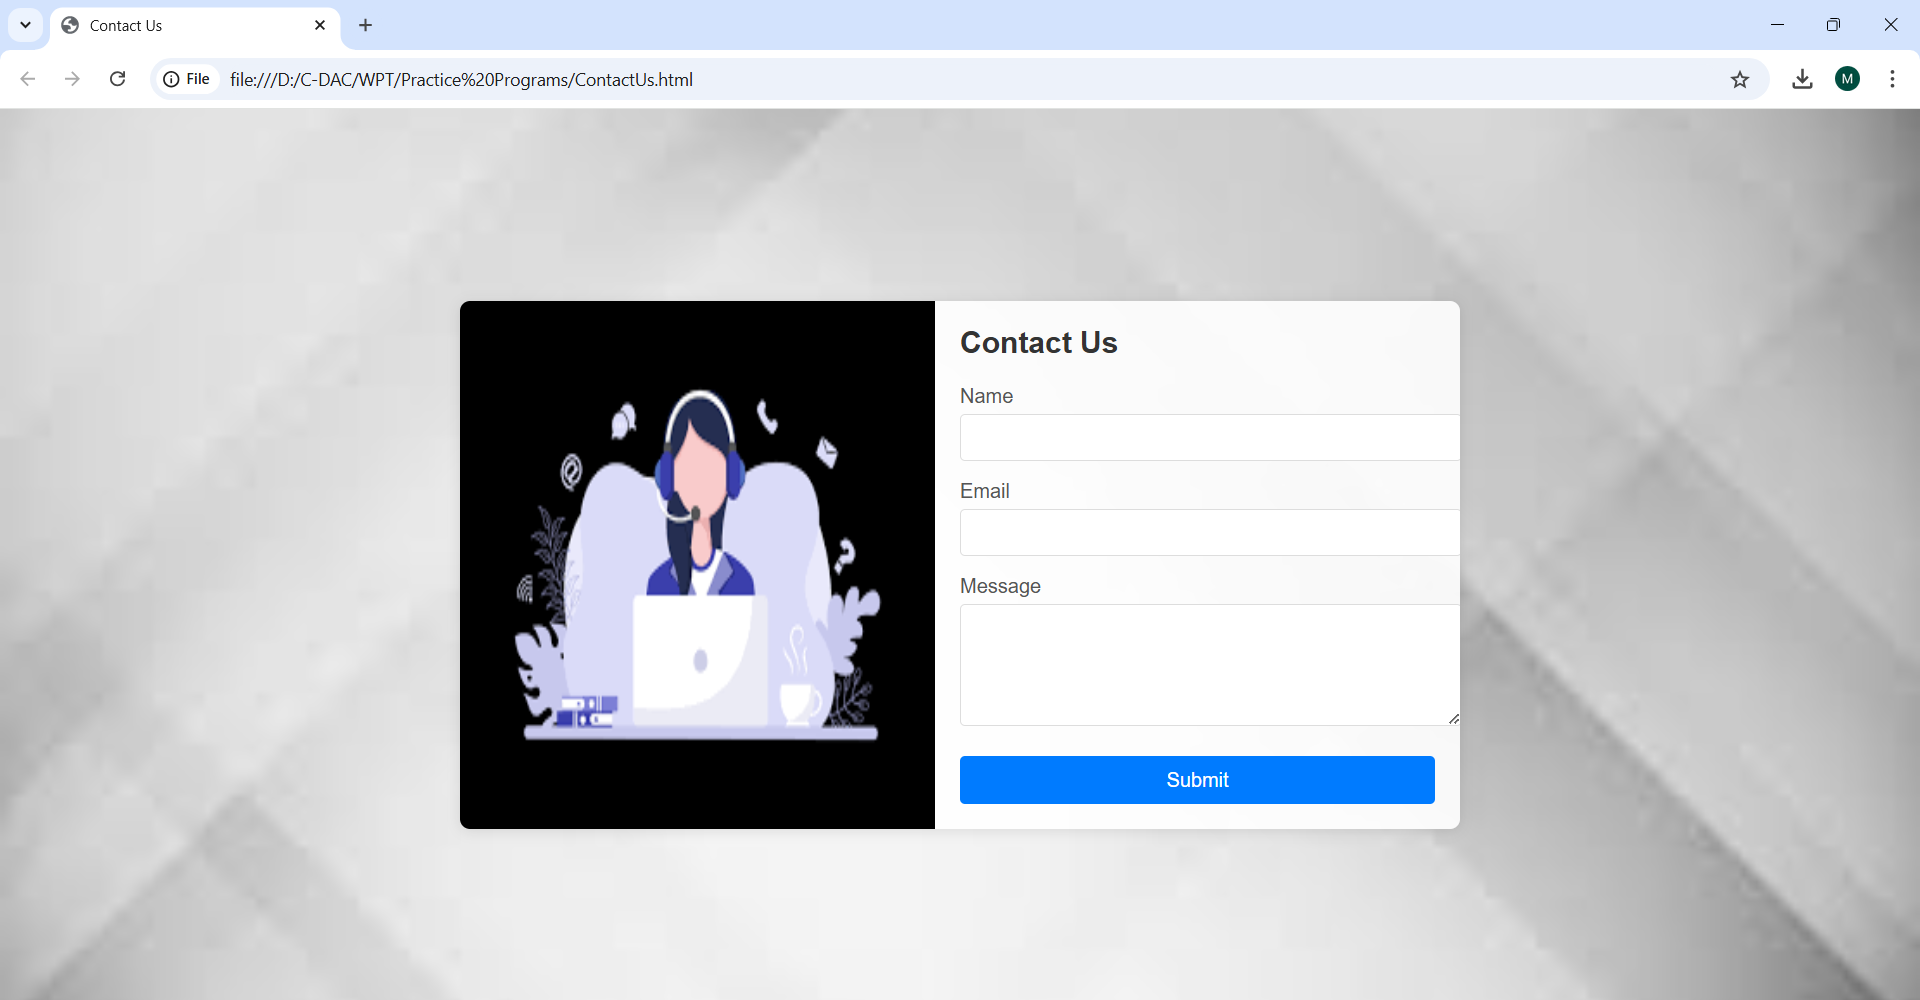 Contact Us
File file:///D:/C-DAC/WPT/Practice%20Programs/ContactUs.html M
Contact Us
Name
Email
Message
Submit